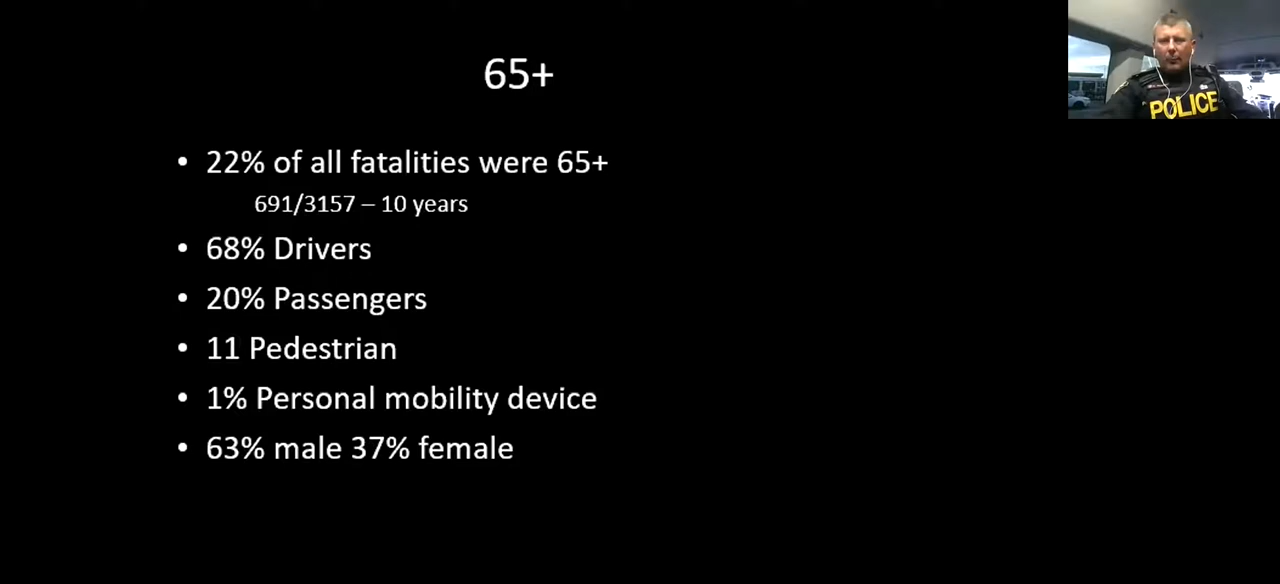 65+
• 22% of all fatalities were 65+
691/3157 – 10 years
• 68% Drivers
• 20% Passengers
• 11 Pedestrian
• 1% Personal mobility device
• 63% male 37% female
POLICE